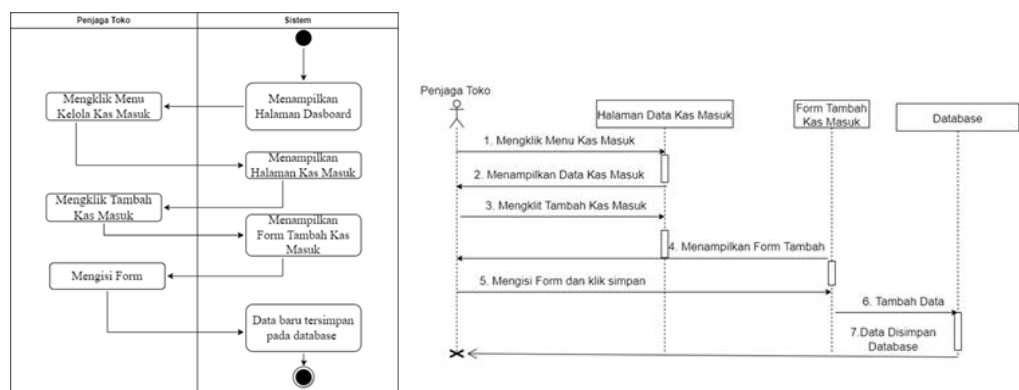 Penjaga Toko
Sistem
Menampilkan
Halaman Dasboard
Mengklik Menu
Kelola Kas Masuk
Menampilkan
Halaman Kas Masuk
Mengklik Tambah
Kas Masuk
Menampilkan
Form Tambah Kas
Masuk
Mengisi Form
Data baru tersimpan
pada database
Penjaga Toko
Halaman Data Kas Masuk
Form Tambah
Kas Masuk
Database
1. Mengklik Menu Kas Masuk
2. Menampilkan Data Kas Masuk
3. Mengklit Tambah Kas Masuk
4. Menampilkan Form Tambah
5. Mengisi Form dan klik simpan
6. Tambah Data
7.Data Disimpan
Database